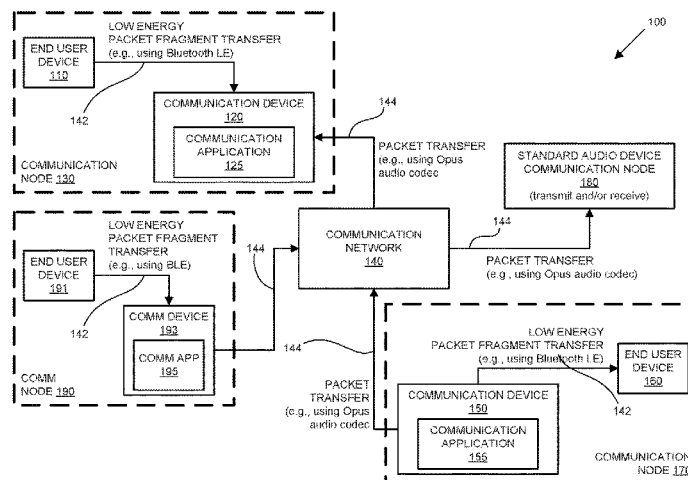 100
LOW ENERGY
PACKET FRAGMENT TRANSFER
(e.g., using Bluetooth LE)
END USER
DEVICE
110
142
COMMUNICATION DEVICE
120
COMMUNICATION
APPLICATION
125
COMMUNICATION
NODE 130
144
PACKET TRANSFER
(e.g., using Opus
audio codec
STANDARD AUDIO DEVICE
COMMUNICATION NODE
180
(transmit and/or receive)
COMMUNICATION
NETWORK
140
144
PACKET TRANSFER
(e.g., using Opus audio codec)
LOW ENERGY
PACKET FRAGMENT
TRANSFER
(e.g., using BLE)
END USER
DEVICE
191
142
COMM DEVICE
193
COMM APP
195
COMM
NODE 190
144
144
PACKET
TRANSFER
(e.g., using Opus
audio codec
LOW ENERGY
PACKET FRAGMENT TRANSFER
(e.g., using Bluetooth LE)
END USER
DEVICE
160
142
COMMUNICATION DEVICE
150
COMMUNICATION
APPLICATION
155
COMMUNICATION
NODE 170